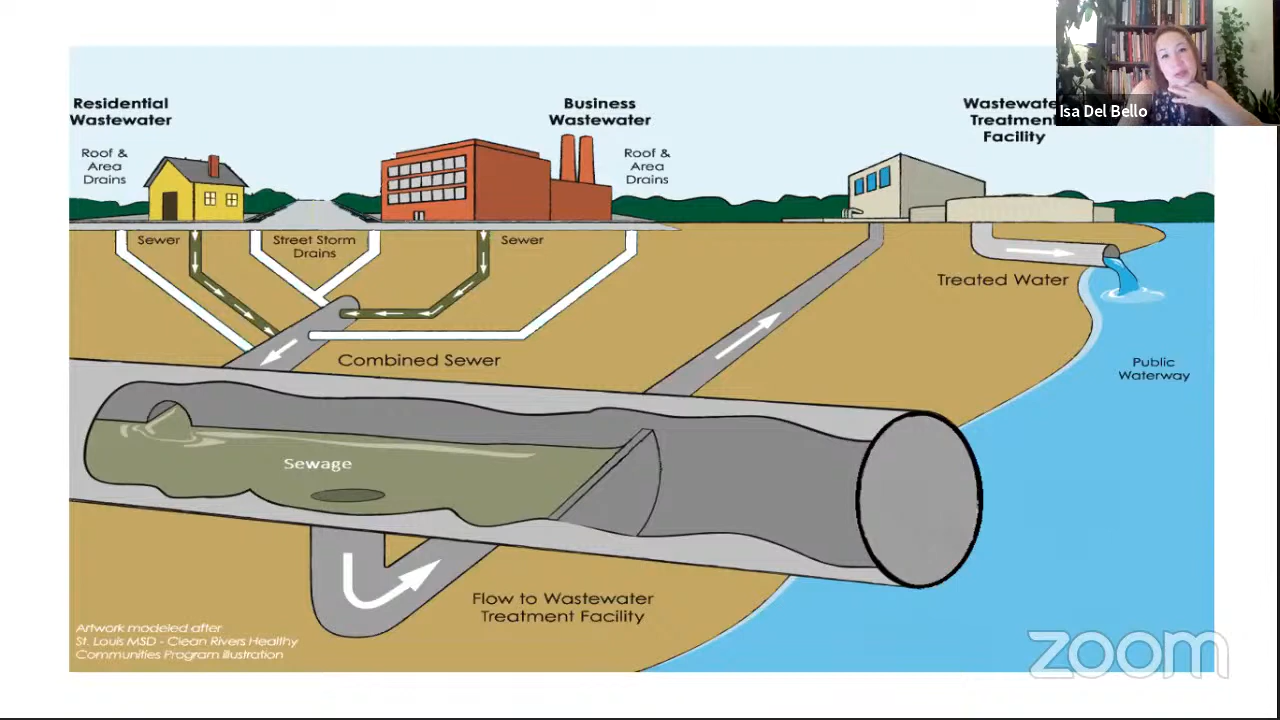 Residential
Wastewater
Business
Wastewater
Treatment
Facility
Isa Del Bello
Roof &
Area
Drains
Roof &
Area
Drains
Sewer
Street Storm
Drains
Sewer
Treated Water
Combined Sewer
Public
Waterway
Sewage
Flow to Wastewater
Treatment Facility
Artwork modeled after
St. Louis MSD - Clean Rivers Healthy
Communities Program illustration
zoom